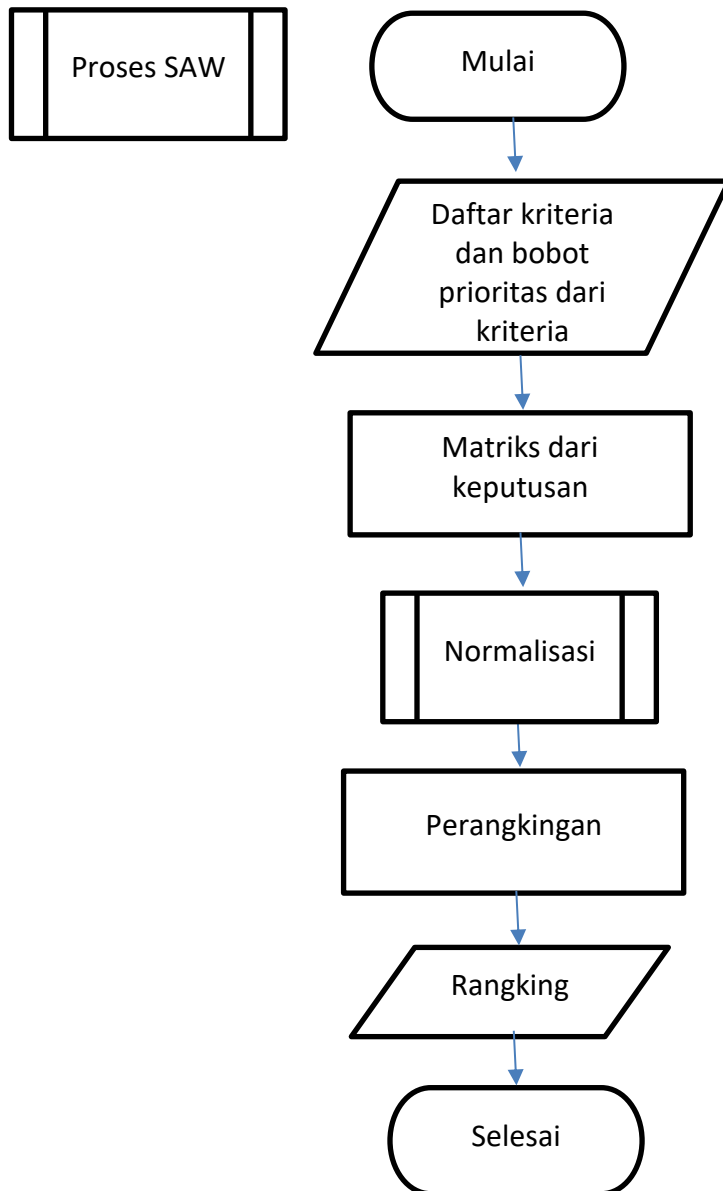 Proses SAW
Mulai
Daftar kriteria
dan bobot
prioritas dari
kriteria
Matriks dari
keputusan
Normalisasi
Perangkingan
Rangking
Selesai